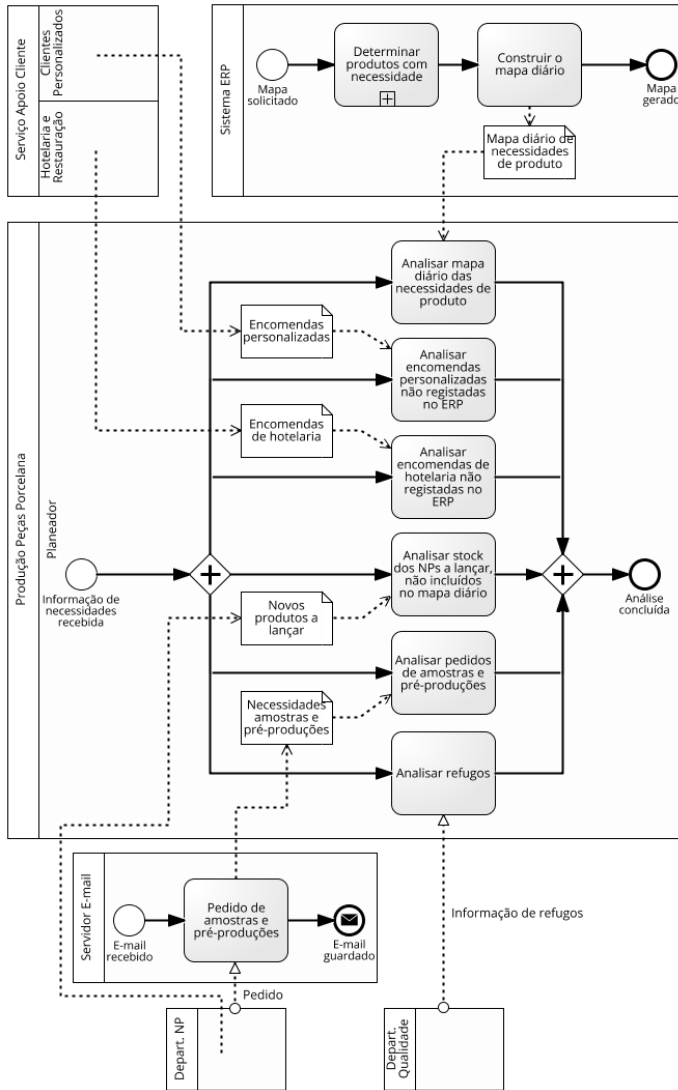 Serviço Apoio Cliente
Clientes
Personalizados
Hotelaria e
Restauração
Sistema ERP
Mapa
solicitado
Determinar
produtos com
necessidade
Construir o
mapa diário
Mapa
gerado
Mapa diário de
necessidades
de produto
Produção Peças Porcelana
Planeador
Informação de
necessidades
recebida
Analisar mapa
diário das
necessidades de
produto
Encomendas
personalizadas
Analisar
encomendas
personalizadas
não registadas
no ERP
Encomendas
de hotelaria
Analisar
encomendas de
hotelaria não
registadas no
ERP
Analisar stock
dos NPs a lançar,
não incluídos
no mapa diário
Análise
concluída
Novos
produtos a
lançar
Analisar pedidos
de amostras e
pré-produções
Necessidades
amostras e
pré-produções
Analisar refugos
Servidor E-mail
E-mail
recebido
Pedido de
amostras e
pré-produções
E-mail
guardado
Informação de refugos
Pedido
Depart. NP
Depart.
Qualidade